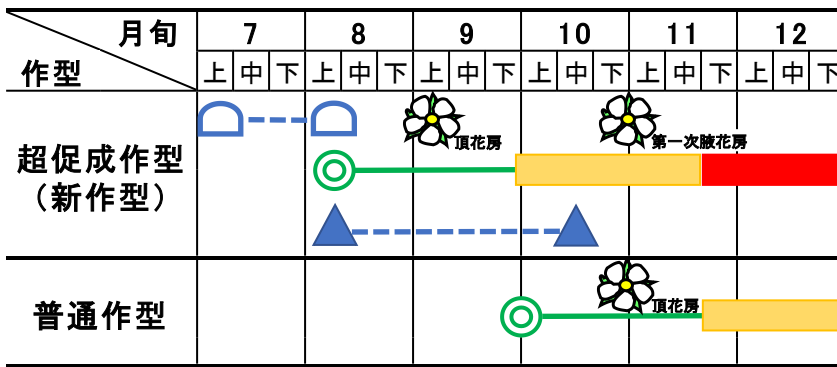 月旬 7 8 9 10 11 12
作型 上 中 下 上 中 下 上 中 下 上 中 下 上 中 下 上 中 下
頂花房 第一次腋花房
超促成作型
（新作型）
普通作型 頂花房